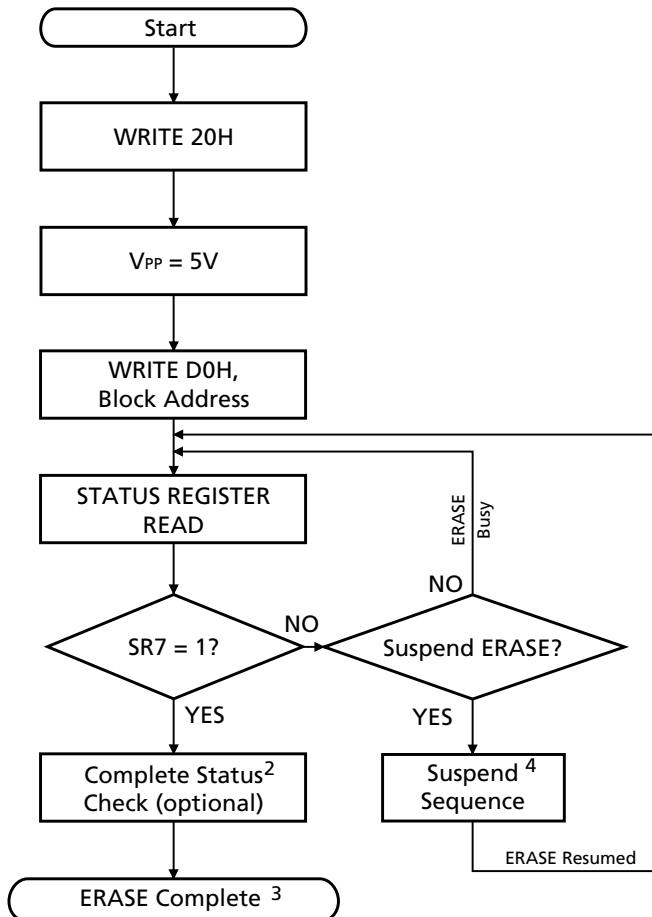 Start
WRITE 20H
VPP = 5V
WRITE D0H,
Block Address
STATUS REGISTER
READ
ERASE
Busy
NO
SR7 = 1?
NO
Suspend ERASE?
YES
YES
Complete Status2
Check (optional)
Suspend 4
Sequence
ERASE Resumed
ERASE Complete 3